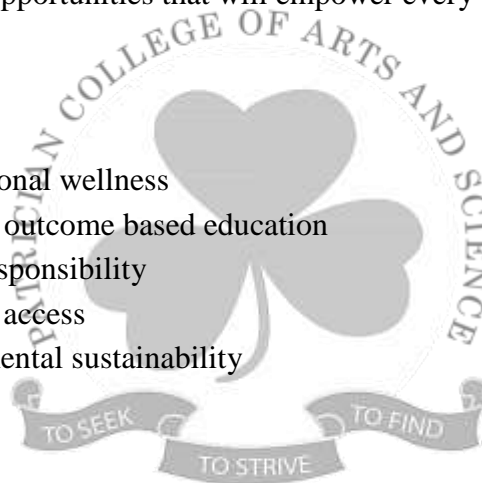 opportunities that will empower every
PATRICIAN COLLEGE OF ARTS AND SCIENCE
onal wellness
outcome based education
sponsibility
access
ental sustainability
TO SEEK
TO STRIVE
TO FIND